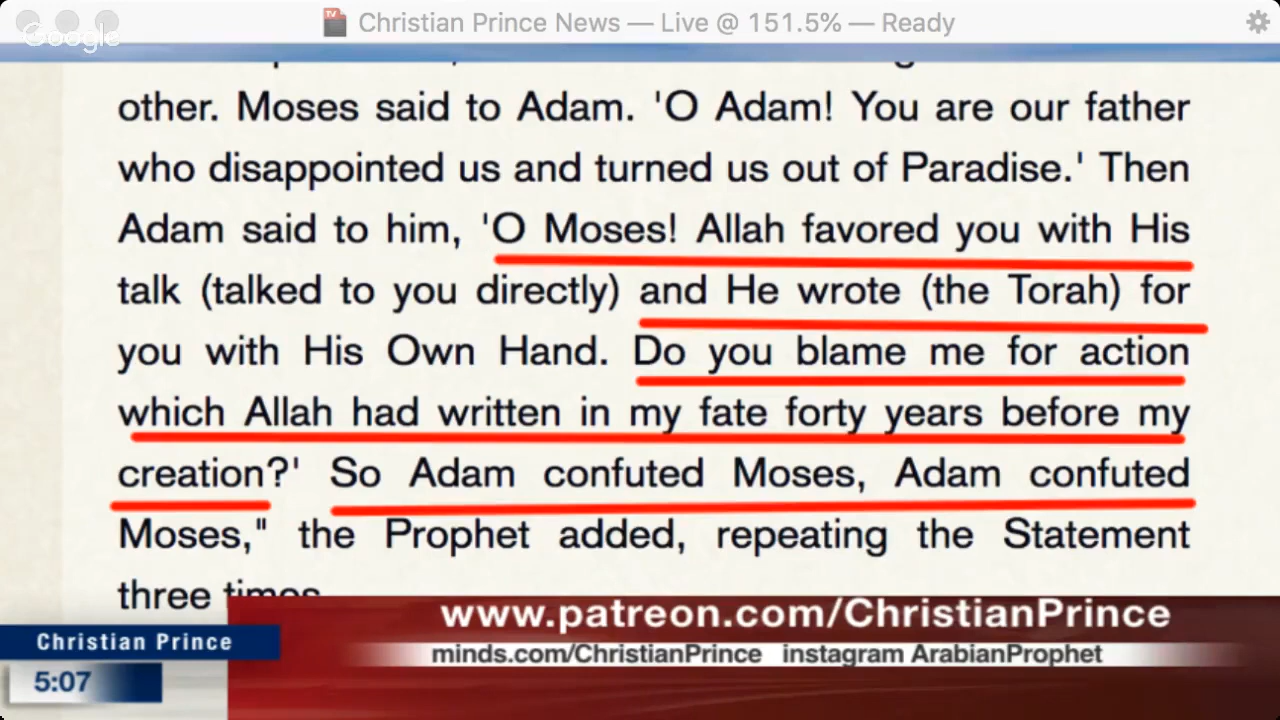 Christian Prince News — Live @ 151.5% — Ready
Google
other. Moses said to Adam. 'O Adam! You are our father
who disappointed us and turned us out of Paradise.' Then
Adam said to him, 'O Moses! Allah favored you with His
talk (talked to you directly) and He wrote (the Torah) for
you with His Own Hand. Do you blame me for action
which Allah had written in my fate forty years before my
creation?' So Adam confuted Moses, Adam confuted
Moses," the Prophet added, repeating the Statement
three times.
www.patreon.com/ChristianPrince
Christian Prince
minds.com/ChristianPrince instagram ArabianProphet
5:07